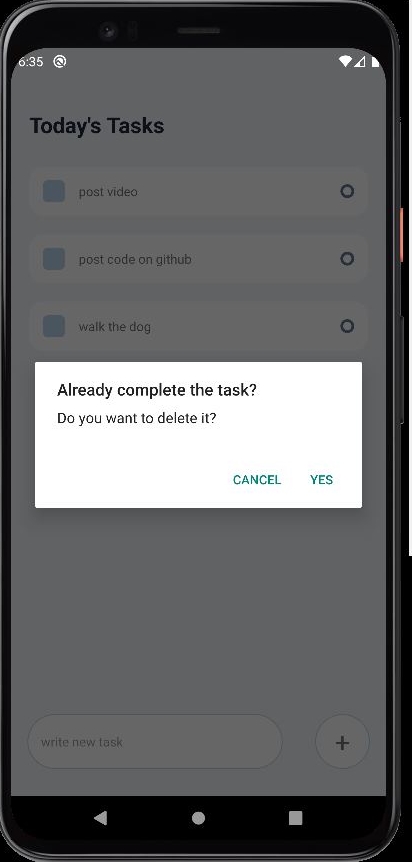 6:35
Today's Tasks
post video
post code on github
walk the dog
Already complete the task?
Do you want to delete it?
CANCEL YES
write new task
+